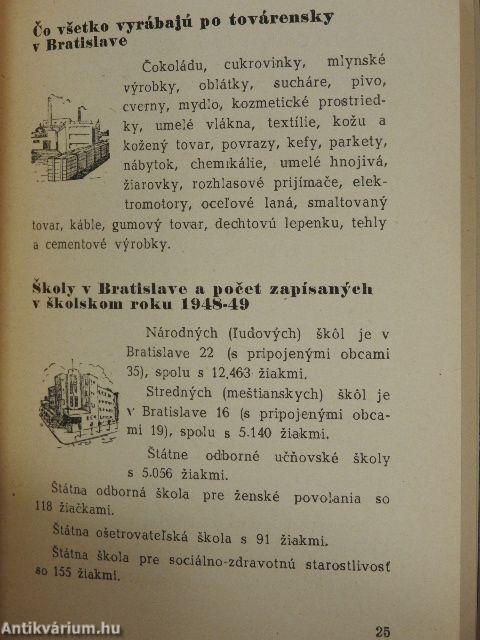 Čo všetko vyrábajú po továrensky
v Bratislave
Čokoládu, cukrovinky, mlynské
výrobky, oblátky, sucháre, pivo,
cverny, mydlo, kozmetické prostried-
ky, umelé vlákna, textílie, kožu a
kožený tovar, povrazy, kefy, parkety,
nábytok, chemikálie, umelé hnojivá,
žiarovky, rozhlasové prijímače, elek-
tromotory, oceľové laná, smaltovaný
tovar, káble, gumový tovar, dechtovú lepenku, tehly
a cementové výrobky.
Školy v Bratislave a počet zapísaných
v školskom roku 1948-49
Národných (ľudových) škôl je v
Bratislave 22 (s pripojenými obcami
35), spolu s 12.463 žiakmi.
Stredných (meštianskych) škôl je
v Bratislave 16 (s pripojenými obca-
mi 19), spolu s 5.140 žiakmi.
Štátne odborné učňovské školy
s 5.056 žiakmi.
Štátna odborná škola pre ženské povolania so
118 žiačkami.
Štátna ošetrovateľská škola s 91 žiakmi.
Štátna škola pre sociálno-zdravotnú starostlivosť
so 155 žiakmi.
25
Antikvárium.hu